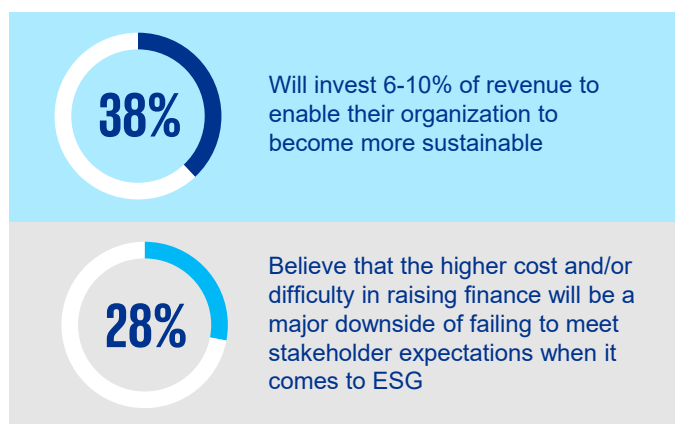 38%
Will invest 6-10% of revenue to
enable their organization to
become more sustainable
28%
Believe that the higher cost and/or
difficulty in raising finance will be a
major downside of failing to meet
stakeholder expectations when it
comes to ESG